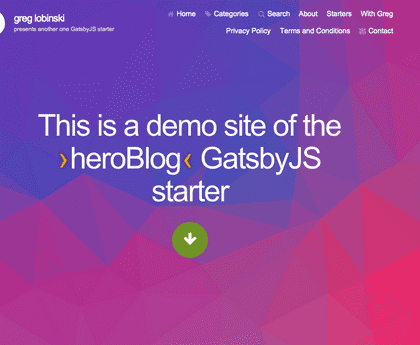 greg lobinski
presents another one GatsbyJS starter
Home Categories Search About Starters With Greg
Privacy Policy Terms and Conditions Contact
This is a demo site of the
›heroBlog‹ GatsbyJS
starter